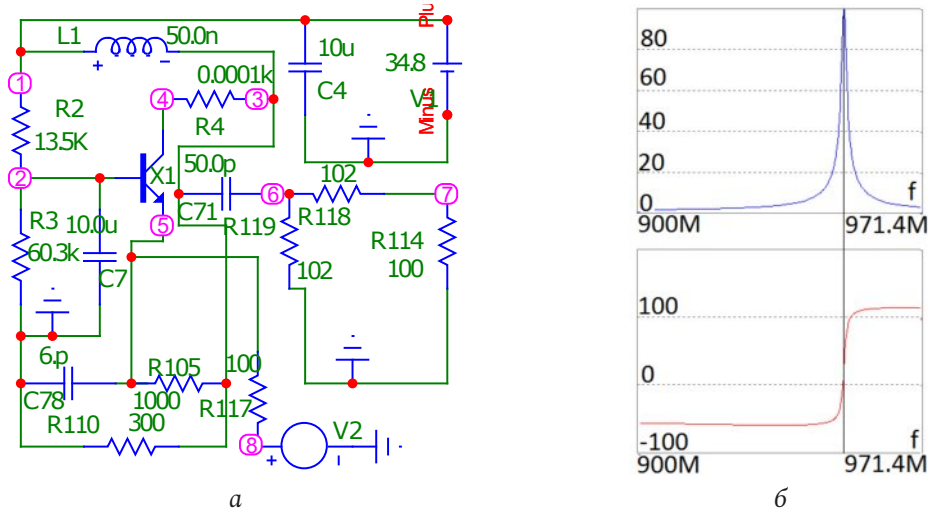 L1
50.0n
Plu
10u
34.8
1
0.0001k
4
3
C4
V1
R2
R4
Minus
13.5K
50.0p
102
2
X1
6
7
C71
R118
R3
10.0u
5
R119
R114
60.3k
C7
102
100
6.p
R105
100
C78
1000
R117
R110
300
8
V2
+
-
a
80
60
40
20
0
f
900M
971.4M
100
0
-100
f
900M
971.4M
б